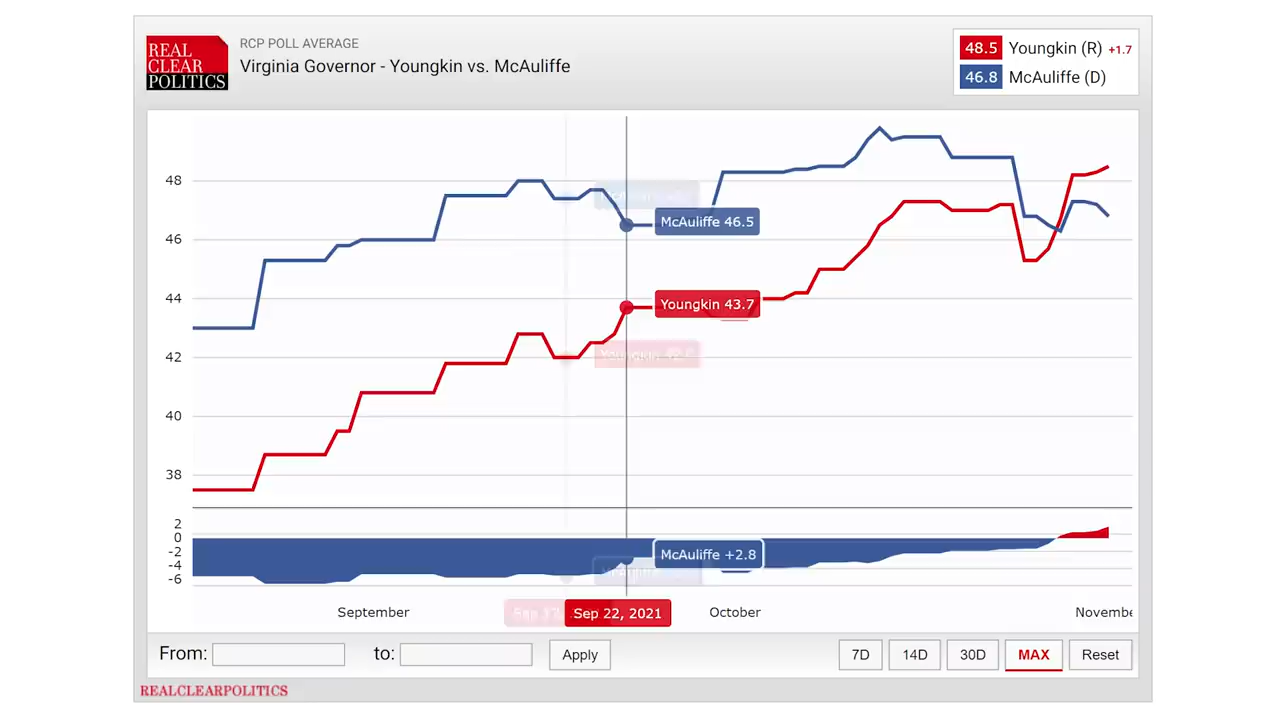 REAL
CLEAR
POLITICS
RCP POLL AVERAGE
Virginia Governor - Youngkin vs. McAuliffe
48.5 Youngkin (R) +1.7
46.8 McAuliffe (D)
48
46
44
42
40
38
McAuliffe 46.5
Youngkin 43.7
Youngkin
2
0
-2
-4
-6
McAuliffe +2.8
September
Sep
Sep 22, 2021
October
Novembe
From:
to:
Apply
7D
14D
30D
MAX
Reset
REALCLEARPOLITICS